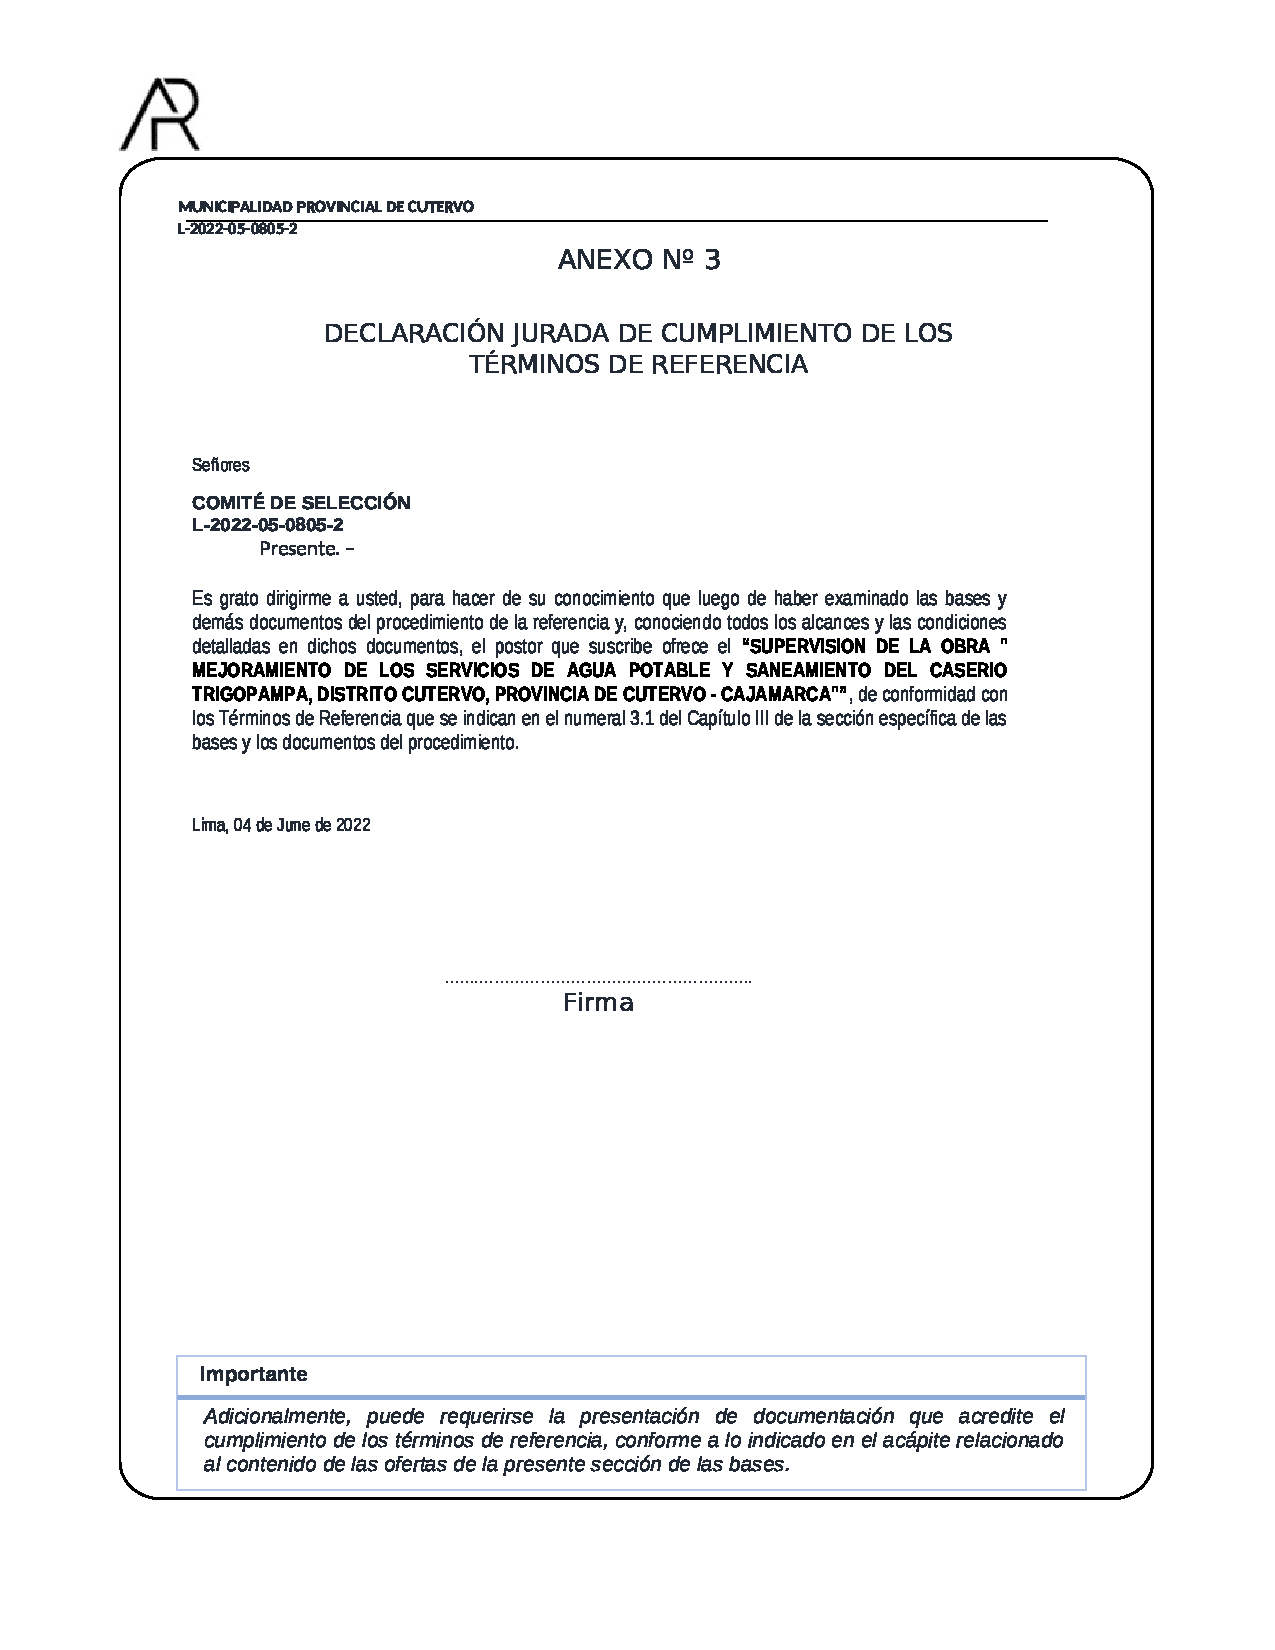 AR
MUNICIPALIDAD PROVINCIAL DE CUTERVO
L-2022-05-0805-2
ANEXO Nº 3
DECLARACIÓN JURADA DE CUMPLIMIENTO DE LOS
TÉRMINOS DE REFERENCIA
Señores
COMITÉ DE SELECCIÓN
L-2022-05-0805-2
Presente. –
Es grato dirigirme a usted, para hacer de su conocimiento que luego de haber examinado las bases y
demás documentos del procedimiento de la referencia y, conociendo todos los alcances y las condiciones
detalladas en dichos documentos, el postor que suscribe ofrece el “SUPERVISION DE LA OBRA "
MEJORAMIENTO DE LOS SERVICIOS DE AGUA POTABLE Y SANEAMIENTO DEL CASERIO
TRIGOPAMPA, DISTRITO CUTERVO, PROVINCIA DE CUTERVO - CAJAMARCA"”, de conformidad con
los Términos de Referencia que se indican en el numeral 3.1 del Capítulo III de la sección específica de las
bases y los documentos del procedimiento.
Lima, 04 de June de 2022
..............................................................
Firma
Importante
Adicionalmente, puede requerirse la presentación de documentación que acredite el
cumplimiento de los términos de referencia, conforme a lo indicado en el acápite relacionado
al contenido de las ofertas de la presente sección de las bases.